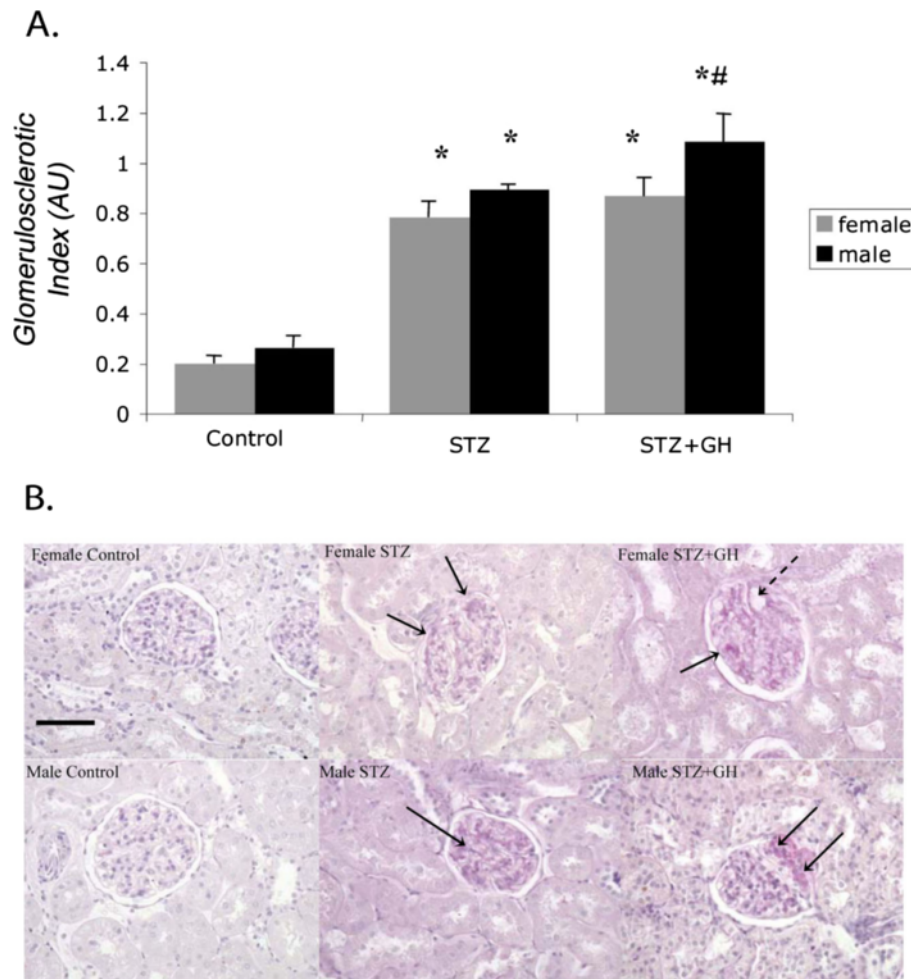 A.
Glomerulosclerotic
Index (AU)
1.4
1.2
1
0.8
0.6
0.4
0.2
0
*
*
*
*#
Control
STZ
STZ+GH
female
male
B.
Female Control
Female STZ
Female STZ+GH
Male Control
Male STZ
Male STZ+GH